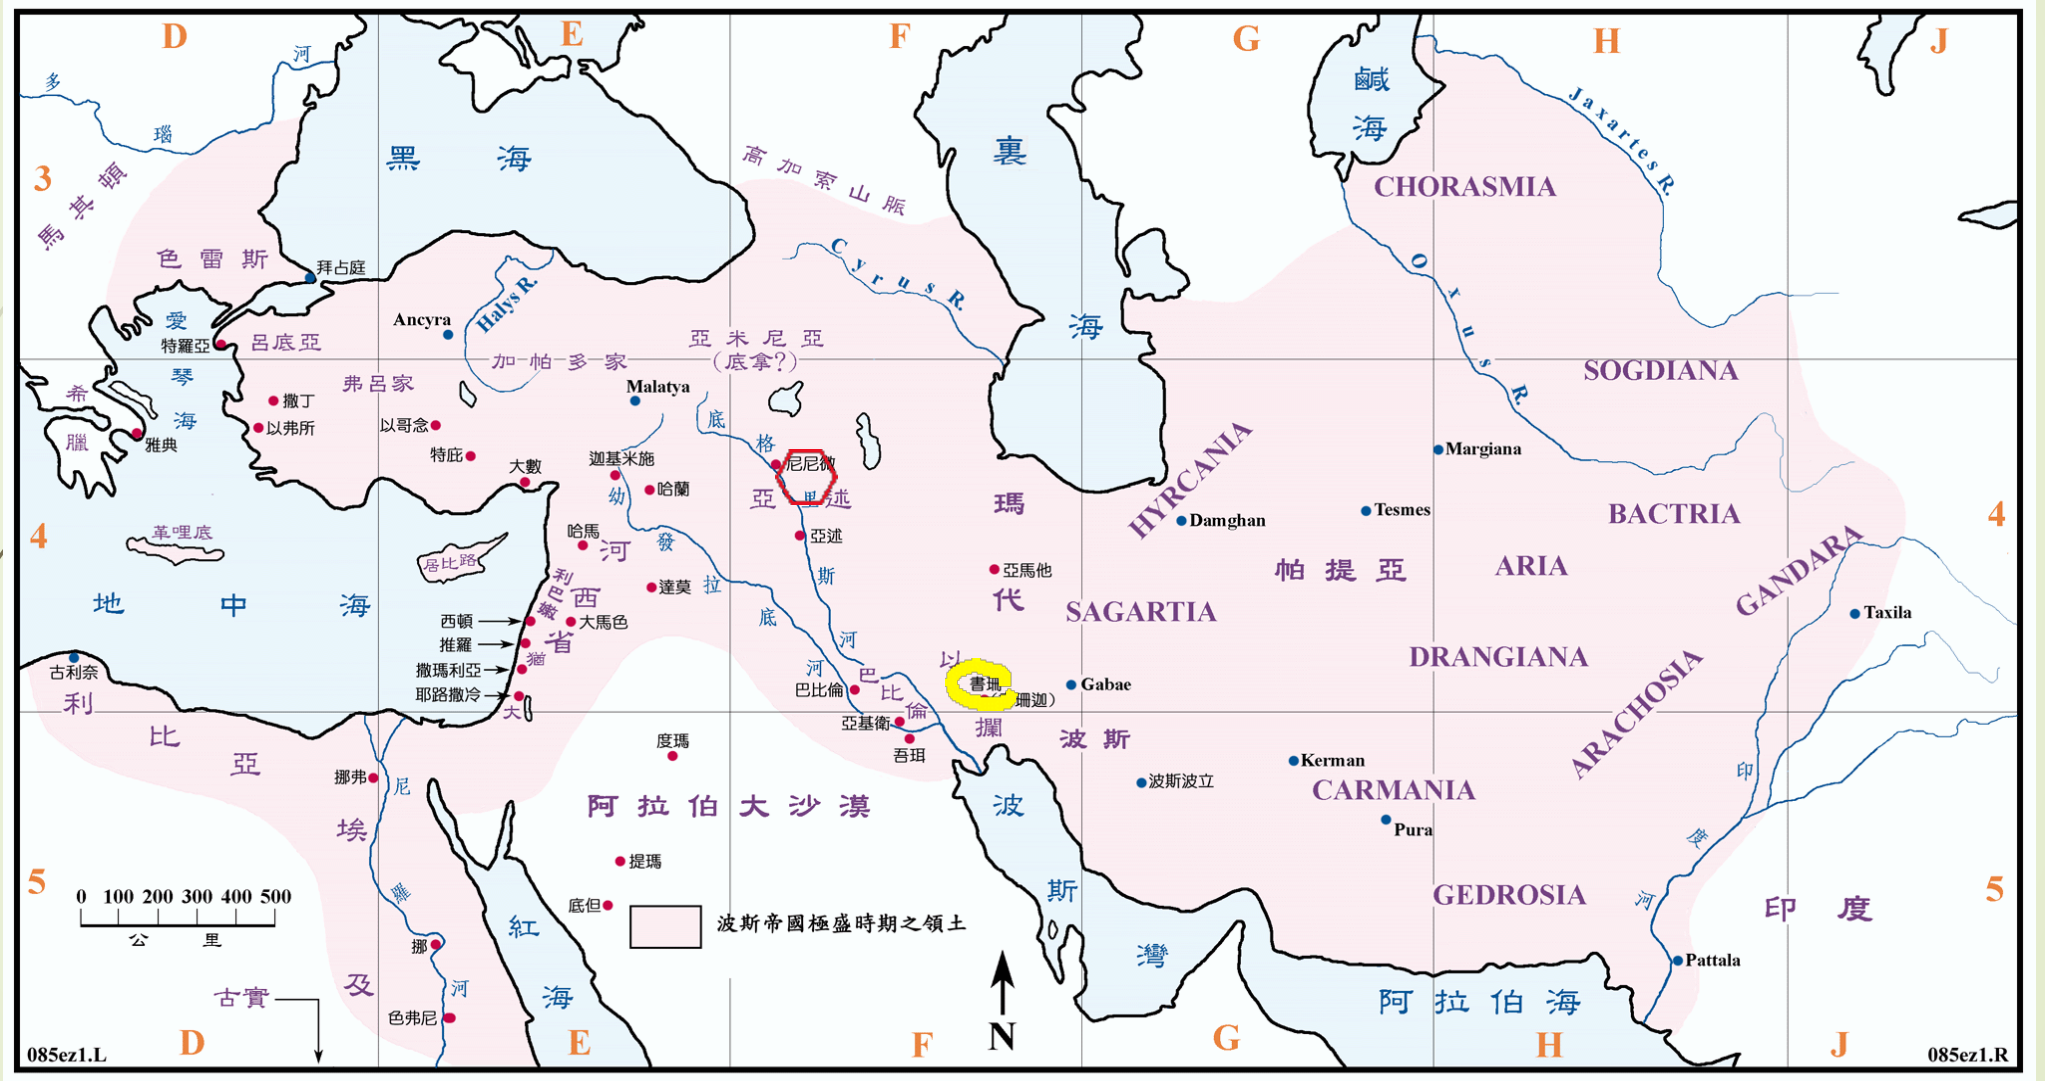 D E F G H J
多 瑙 河
黑 海
裏 海
鹹 海
Jaxartes R.
3
馬 其 頓
高 加 索 山 脈
CHORASMIA
色 雷 斯
拜占庭
Cyrus R.
Oxus R.
Halys R.
Ancyra
愛 琴 海
特羅亞
呂底亞
加 帕 多 家
亞 米 尼 亞
(底拿?)
SOGDIANA
弗呂家
Malatya
希 臘
雅典
撒丁
以弗所
以哥念
特庇
大數
迦基米施
哈蘭
底 格 里 斯 河
尼尼微
亞 述
亞述
HYRCANIA
Margiana
4
4
革哩底
居比路
哈馬
幼 發 拉 底 河
瑪 代
亞馬他
Damghan
Tesmes
BACTRIA
帕 提 亞
ARIA
GANDARA
地 中 海
河 西 省
利巴嫩
達莫
SAGARTIA
Taxila
西頓
大馬色
推羅
撒瑪利亞
耶路撒冷
猶 大
古利奈
巴比倫
巴 比 倫
以 攔
書珊
珊迦)
Gabae
DRANGIANA
ARACHOSIA
利 比 亞
亞基衛
吾珥
波 斯
度瑪
挪弗
尼 羅 河
阿 拉 伯 大 沙 漠
波 斯 灣
波斯波立
Kerman
CARMANIA
Pura
印 度 河
埃 及
提瑪
底但
5
5
0 100 200 300 400 500
公 里
波斯帝國極盛時期之領土
GEDROSIA
印 度
挪
紅 海
Pattala
古實
色弗尼
N
阿 拉 伯 海
085ez1.L
D E F G H J
085ez1.R